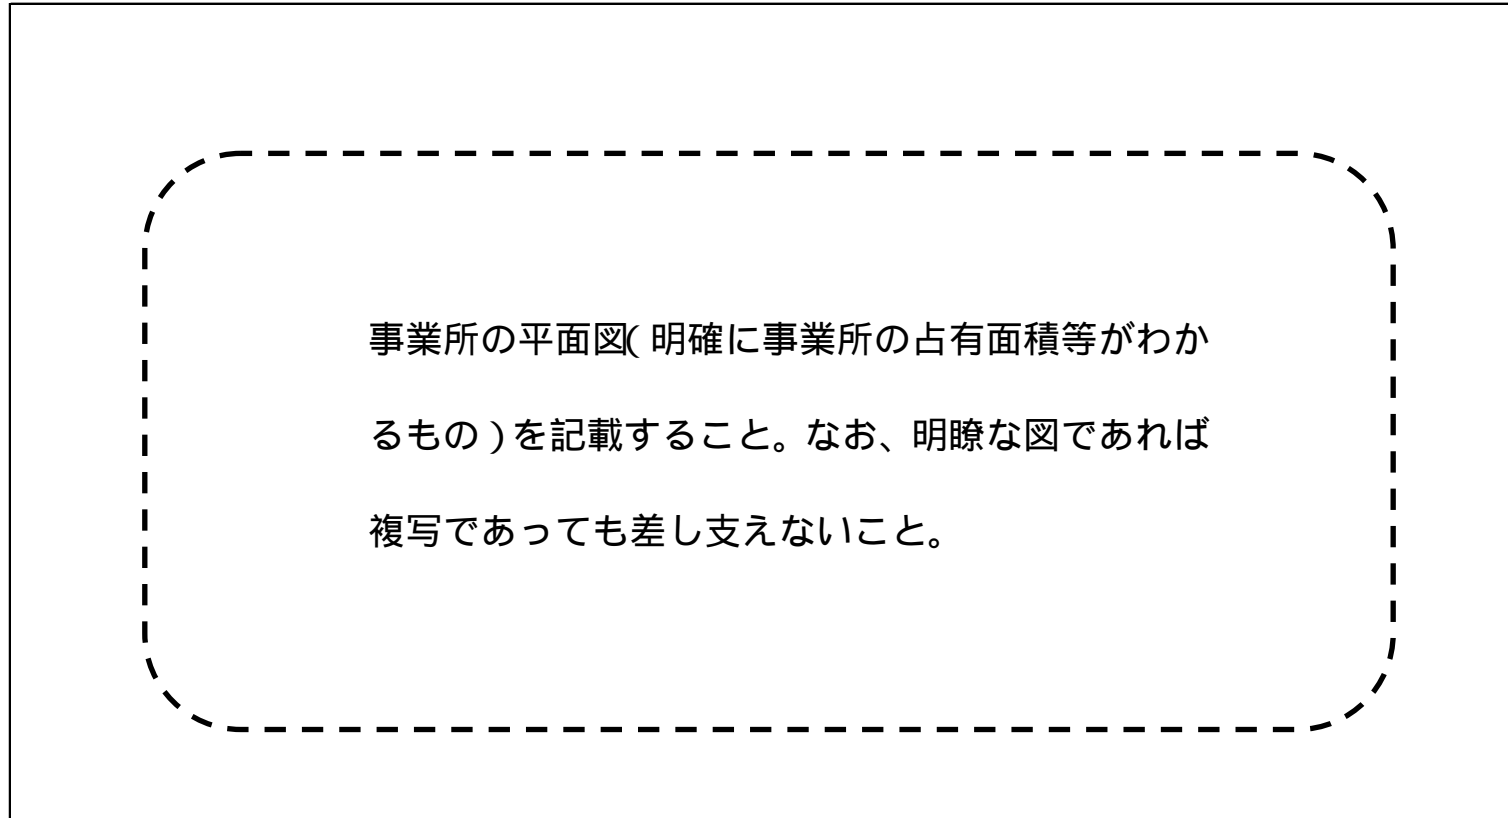 事業所の平面図(明確に事業所の占有面積等がわか
るもの)を記載すること。なお、明瞭な図であれば
複写であっても差し支えないこと。